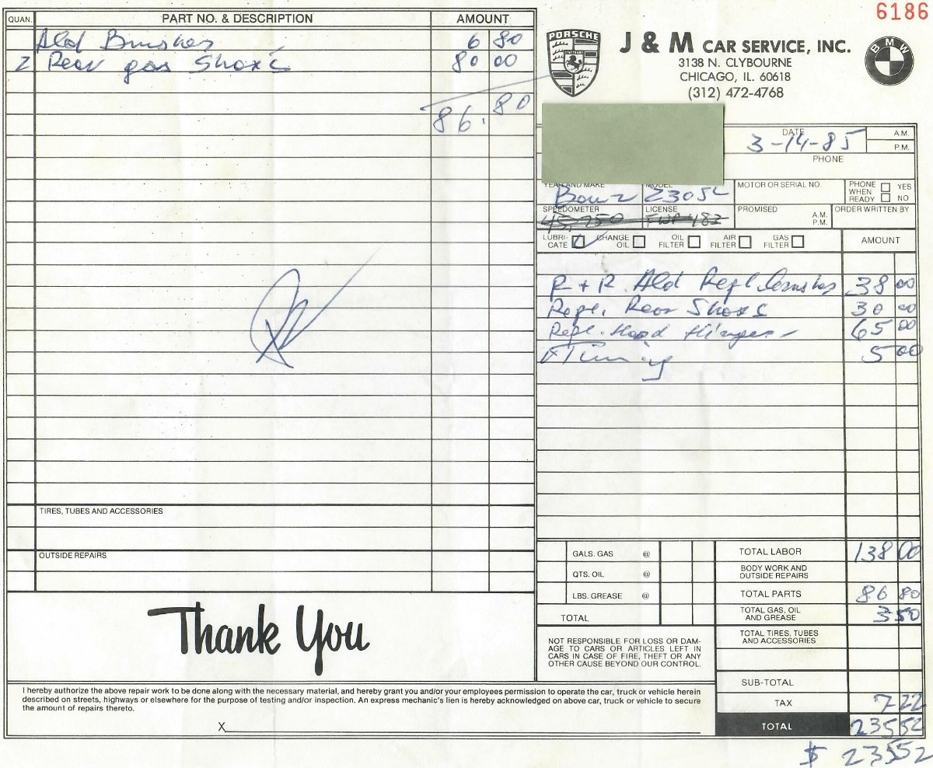 6186
QUAN. PART NO. & DESCRIPTION AMOUNT
Ald Brushes 6 80
2 Rear gas Shoxs 80 00
86.80
PORSCHE
J & M CAR SERVICE, INC.
3138 N. CLYBOURNE
CHICAGO, IL. 60618
(312) 472-4768
BMW
DATE 3-14-85 A.M.
P.M.
PHONE
YEAR AND MAKE MODEL MOTOR OR SERIAL NO. PHONE WHEN READY YES NO
SPEEDOMETER LICENSE PROMISED A.M. P.M. ORDER WRITTEN BY
LUBRICATE CHANGE OIL OIL FILTER AIR FILTER GAS FILTER AMOUNT
R + R. Ald Repl brushes 38 00
Repl. Rear Shoxs 30 00
Repl. Hood Hinges 65 00
Timing 5 00
TIRES, TUBES AND ACCESSORIES
OUTSIDE REPAIRS
GALS. GAS @
QTS. OIL @
LBS. GREASE @
TOTAL
TOTAL LABOR 138 00
BODY WORK AND OUTSIDE REPAIRS
TOTAL PARTS 86 80
TOTAL GAS, OIL AND GREASE 3 50
TOTAL TIRES, TUBES AND ACCESSORIES
SUB-TOTAL
TAX 7 22
TOTAL 235 52
$ 235 52
Thank You
NOT RESPONSIBLE FOR LOSS OR DAM-
AGE TO CARS OR ARTICLES LEFT IN
CARS IN CASE OF FIRE, THEFT OR ANY
OTHER CAUSE BEYOND OUR CONTROL.
I hereby authorize the above repair work to be done along with the necessary material, and hereby grant you and/or your employees permission to operate the car, truck or vehicle herein
described on streets, highways or elsewhere for the purpose of testing and/or inspection. An express mechanic's lien is hereby acknowledged on above car, truck or vehicle to secure
the amount of repairs thereto.
X